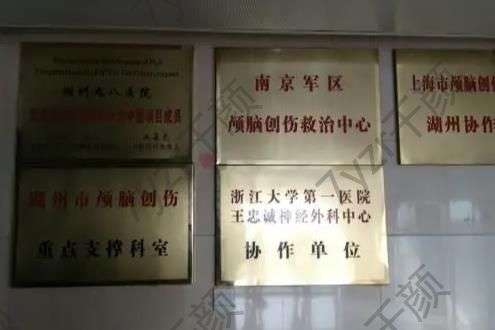 湖州九八医院
南京军区
颅脑创伤救治中心
上海市颅脑创伤
湖州协作
湖州市颅脑创伤
重点支撑科室
浙江大学第一医院
王忠诚神经外科中心
协作单位